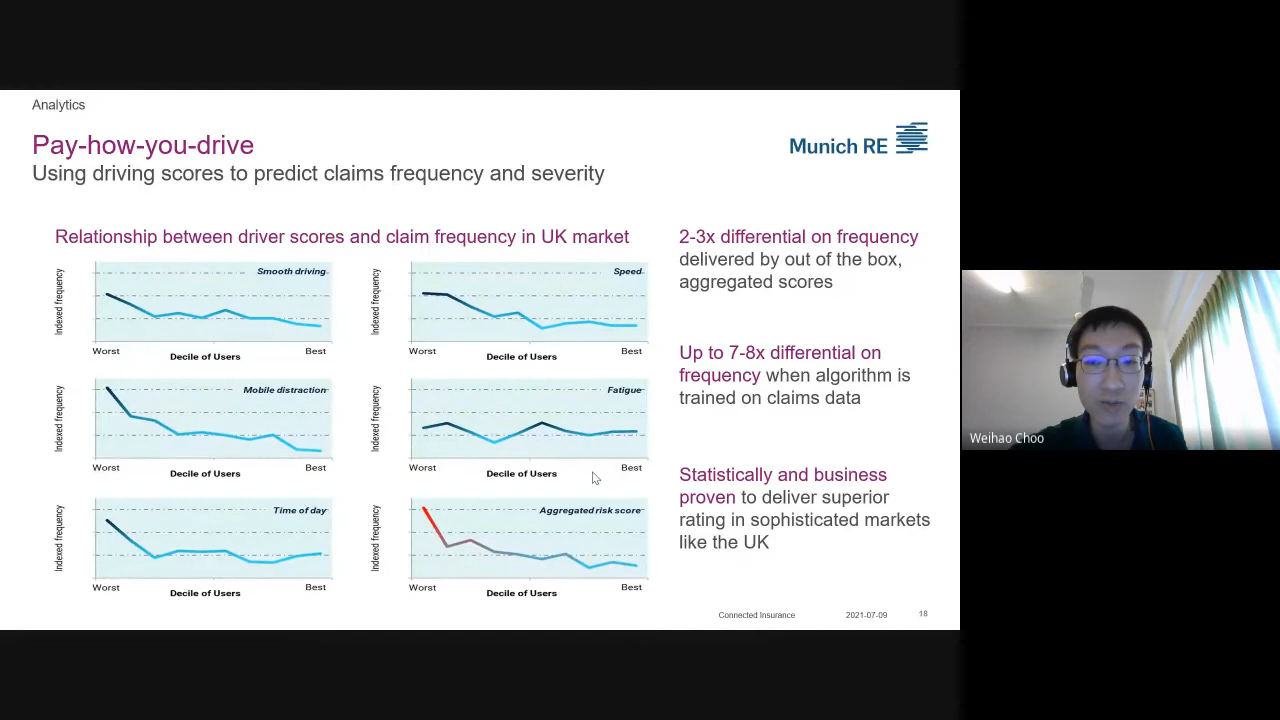 Analytics
Pay-how-you-drive
Using driving scores to predict claims frequency and severity
Munich RE
Relationship between driver scores and claim frequency in UK market
Indexed frequency
Smooth driving
Worst
Best
Decile of Users
Indexed frequency
Speed
Worst
Best
Decile of Users
Indexed frequency
Mobile distraction
Worst
Best
Decile of Users
Indexed frequency
Fatigue
Worst
Best
Decile of Users
Indexed frequency
Time of day
Worst
Best
Decile of Users
Indexed frequency
Aggregated risk score
Worst
Best
Decile of Users
2-3x differential on frequency
delivered by out of the box,
aggregated scores
Up to 7-8x differential on
frequency when algorithm is
trained on claims data
Statistically and business
proven to deliver superior
rating in sophisticated markets
like the UK
Connected Insurance
2021-07-09
18
Weihao Choo